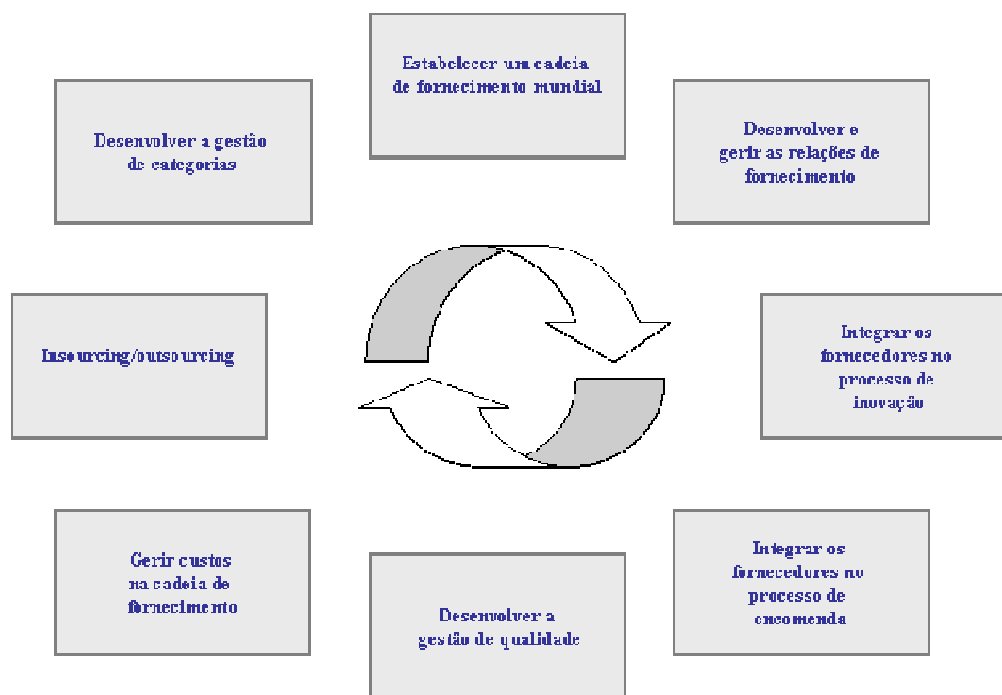 Estabelecer um cadeia
de fornecimento mundial
Desenvolver e
gerir as relações de
fornecimento
Integrar os
fornecedores no
processo de
inovação
Integrar os
fornecedores no
processo de
encomenda
Desenvolver a
gestão de qualidade
Gerir custos
na cadeia de
fornecimento
Insourcing/outsourcing
Desenvolver a gestão
de categorias